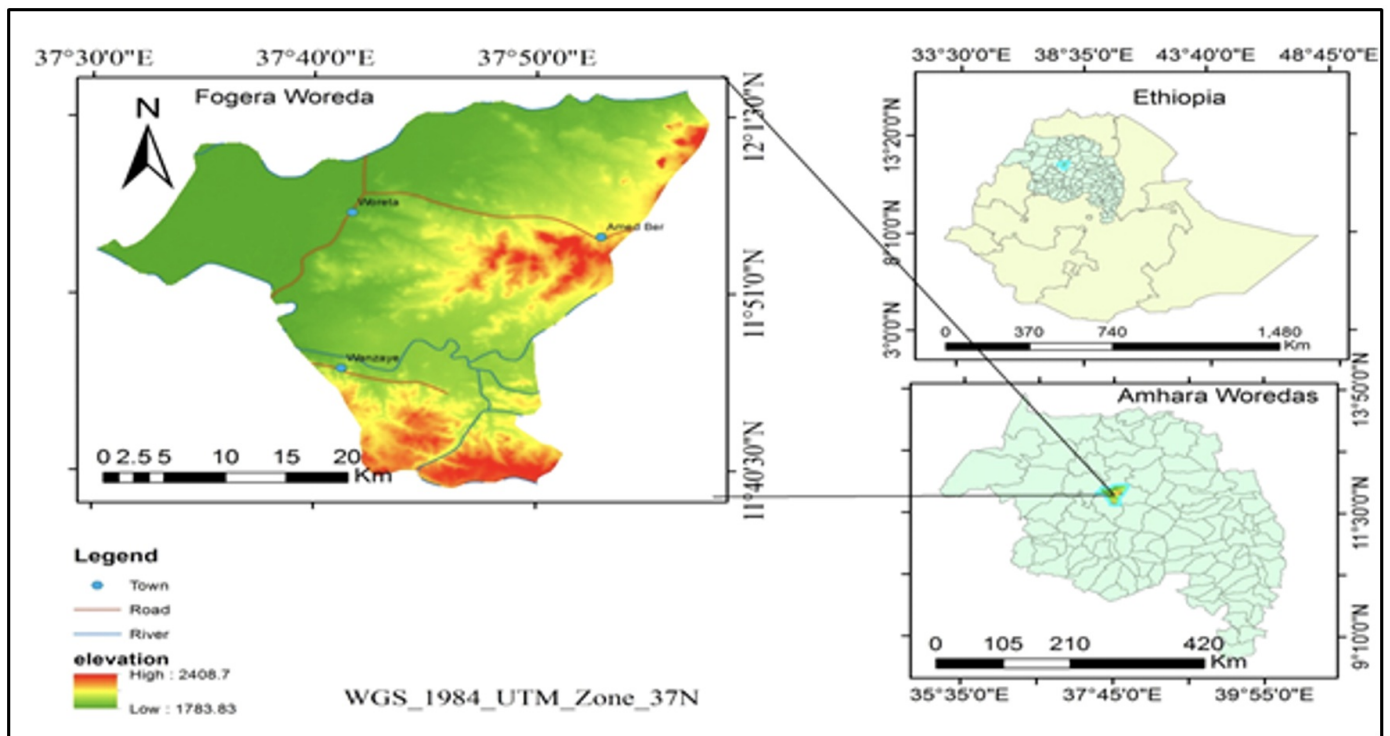 37°30'0"E 37°40'0"E 37°50'0"E
Fogera Woreda
N
Woreta
Amed Ber
Wanzaye
0 2.5 5 10 15 20
Km
12°1'30"N
11°51'0"N
11°40'30"N
Legend
Town
Road
River
elevation
High : 2408.7
Low : 1783.83
WGS_1984_UTM_Zone_37N
33°30'0"E 38°35'0"E 43°40'0"E 48°45'0"E
Ethiopia
13°20'0"N
8°10'0"N
3°0'0"N
0 370 740 1,480
Km
Amhara Woredas
13°50'0"N
11°30'0"N
9°10'0"N
0 105 210 420
Km
35°35'0"E 37°45'0"E 39°55'0"E